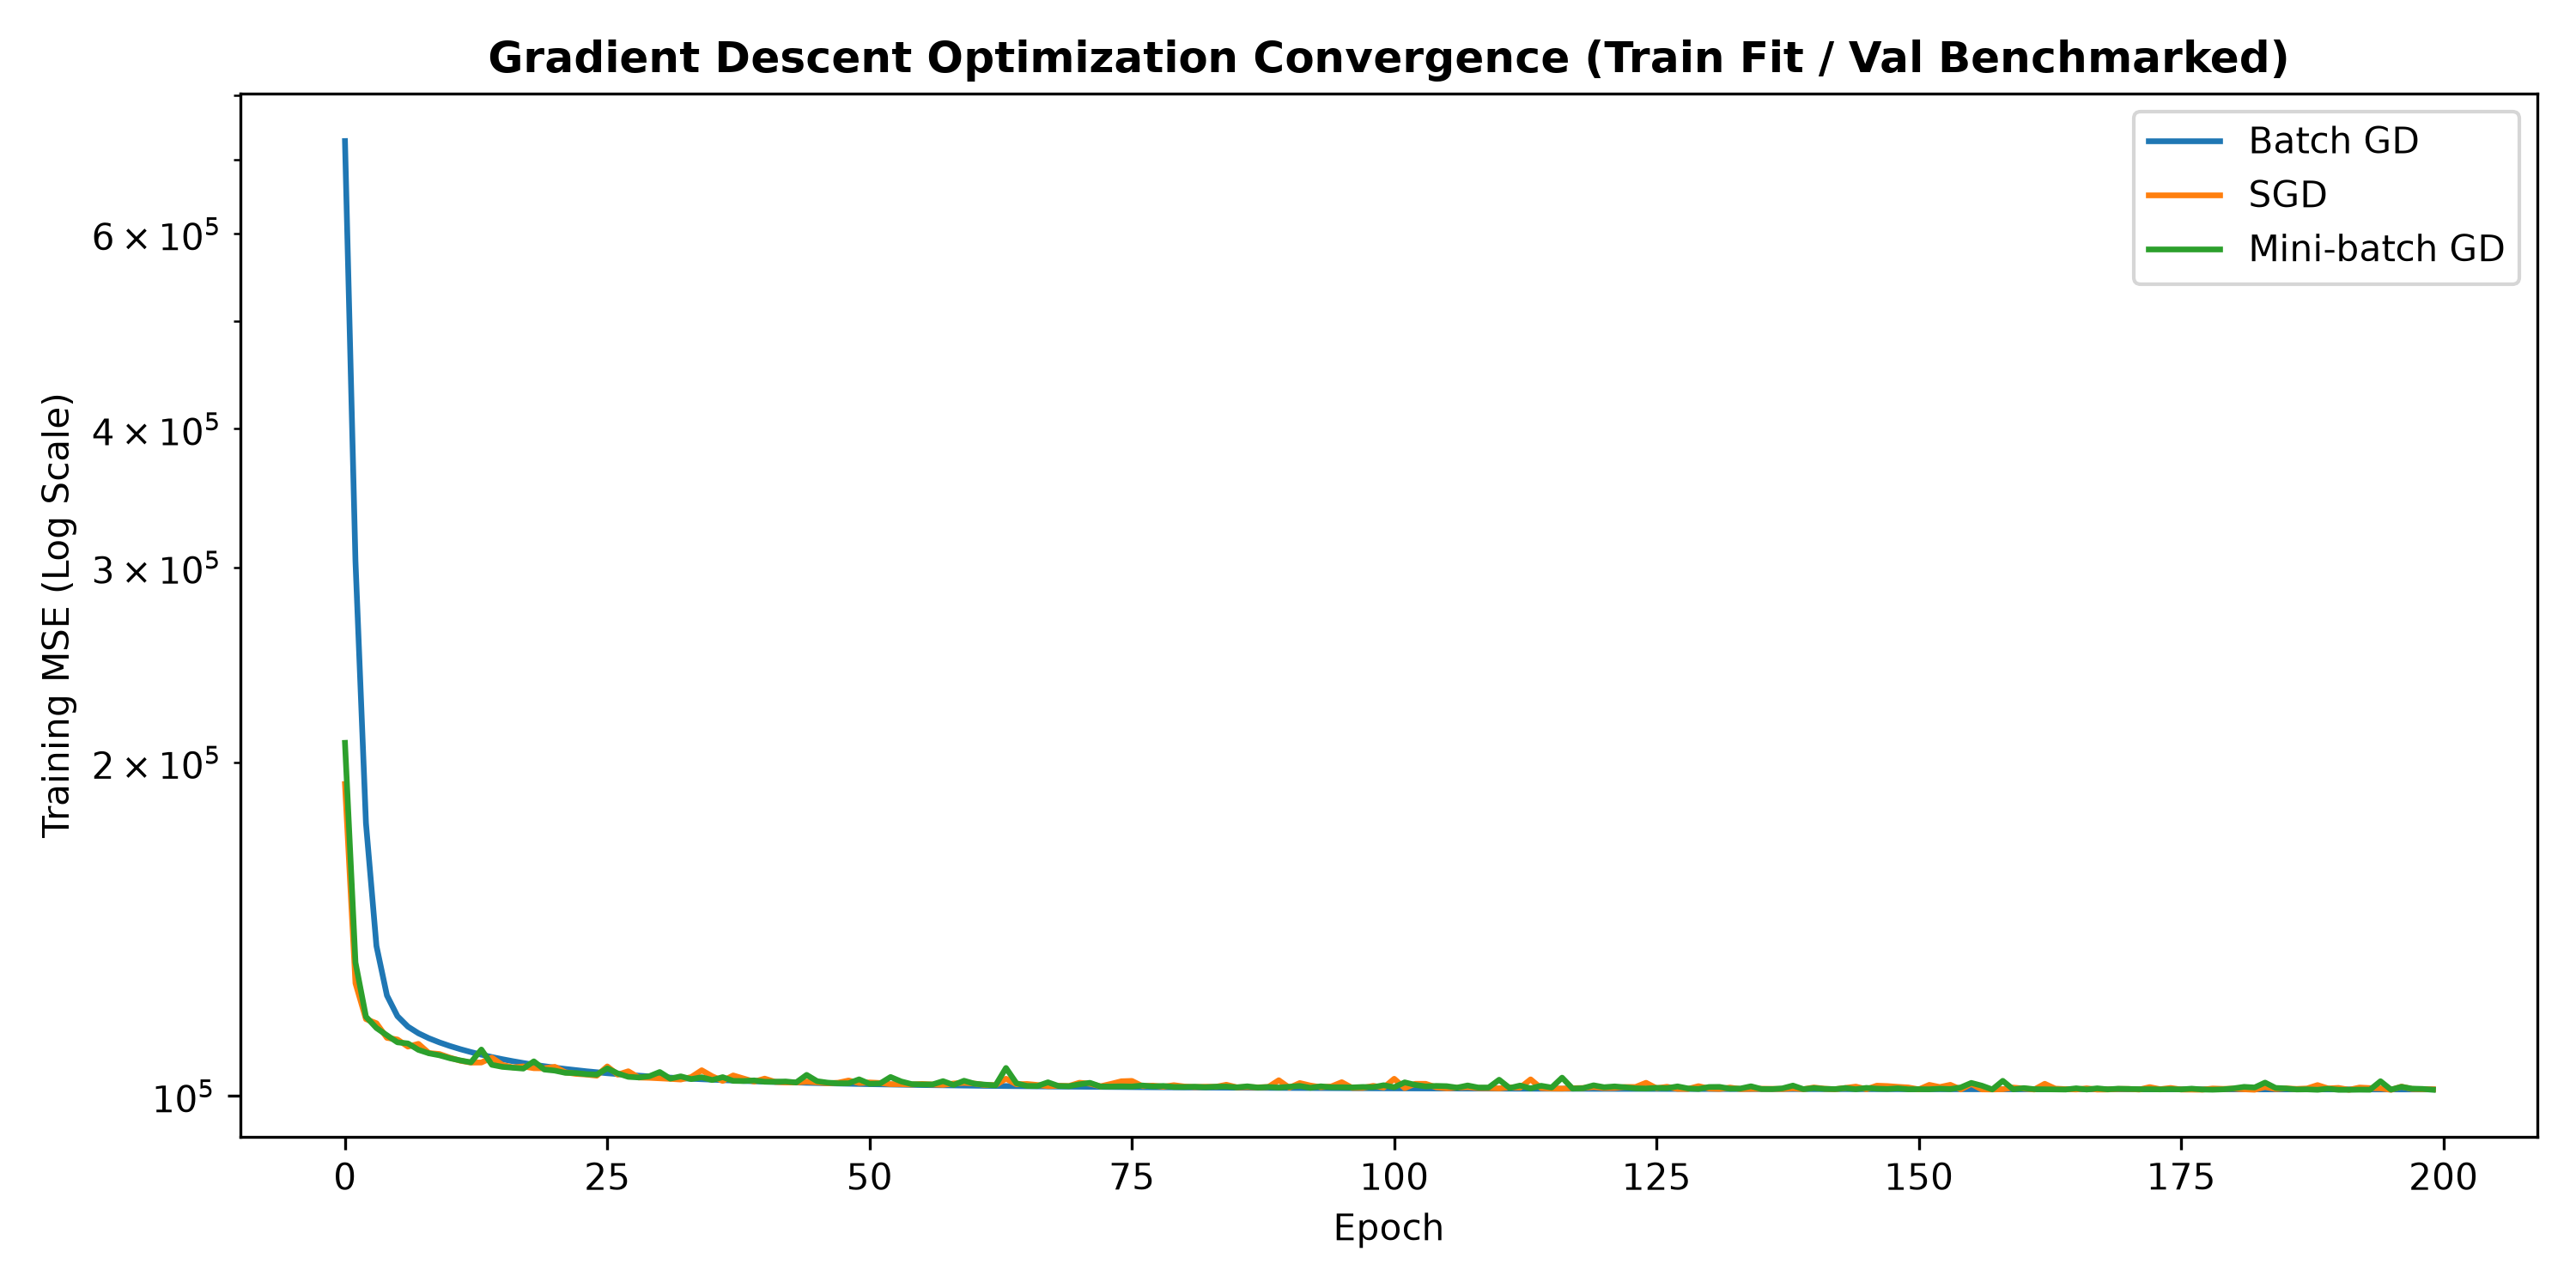 Gradient Descent Optimization Convergence (Train Fit / Val Benchmarked)
Batch GD
SGD
Mini-batch GD
Training MSE (Log Scale)
6 × 10⁵
4 × 10⁵
3 × 10⁵
2 × 10⁵
10⁵
0 25 50 75 100 125 150 175 200
Epoch